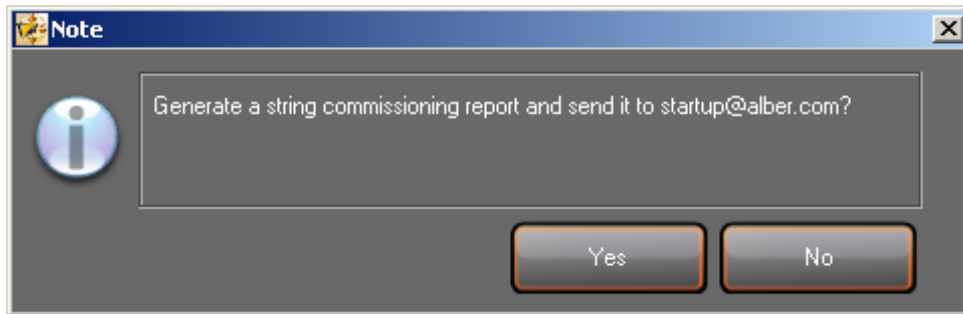 Note
Generate a string commissioning report and send it to startup@alber.com?
Yes
No